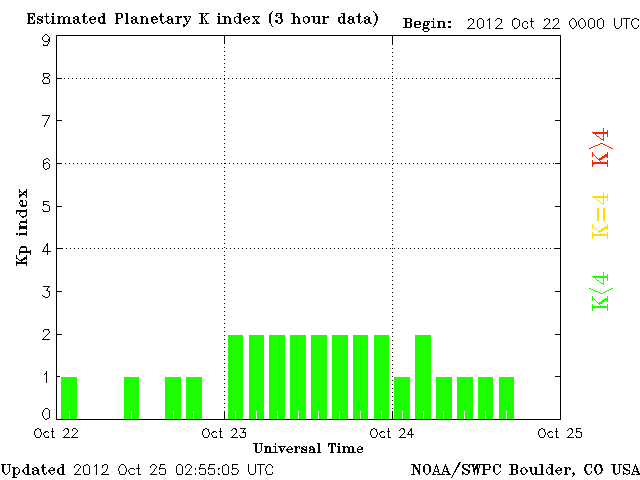 Estimated Planetary K index (3 hour data) Begin: 2012 Oct 22 0000 UTC
9
8
7
6
5
4
3
2
1
0
Kp index
Oct 22 Oct 23 Oct 24 Oct 25
Universal Time
K>4
K=4
K<4
Updated 2012 Oct 25 02:55:05 UTC NOAA/SWPC Boulder, CO USA